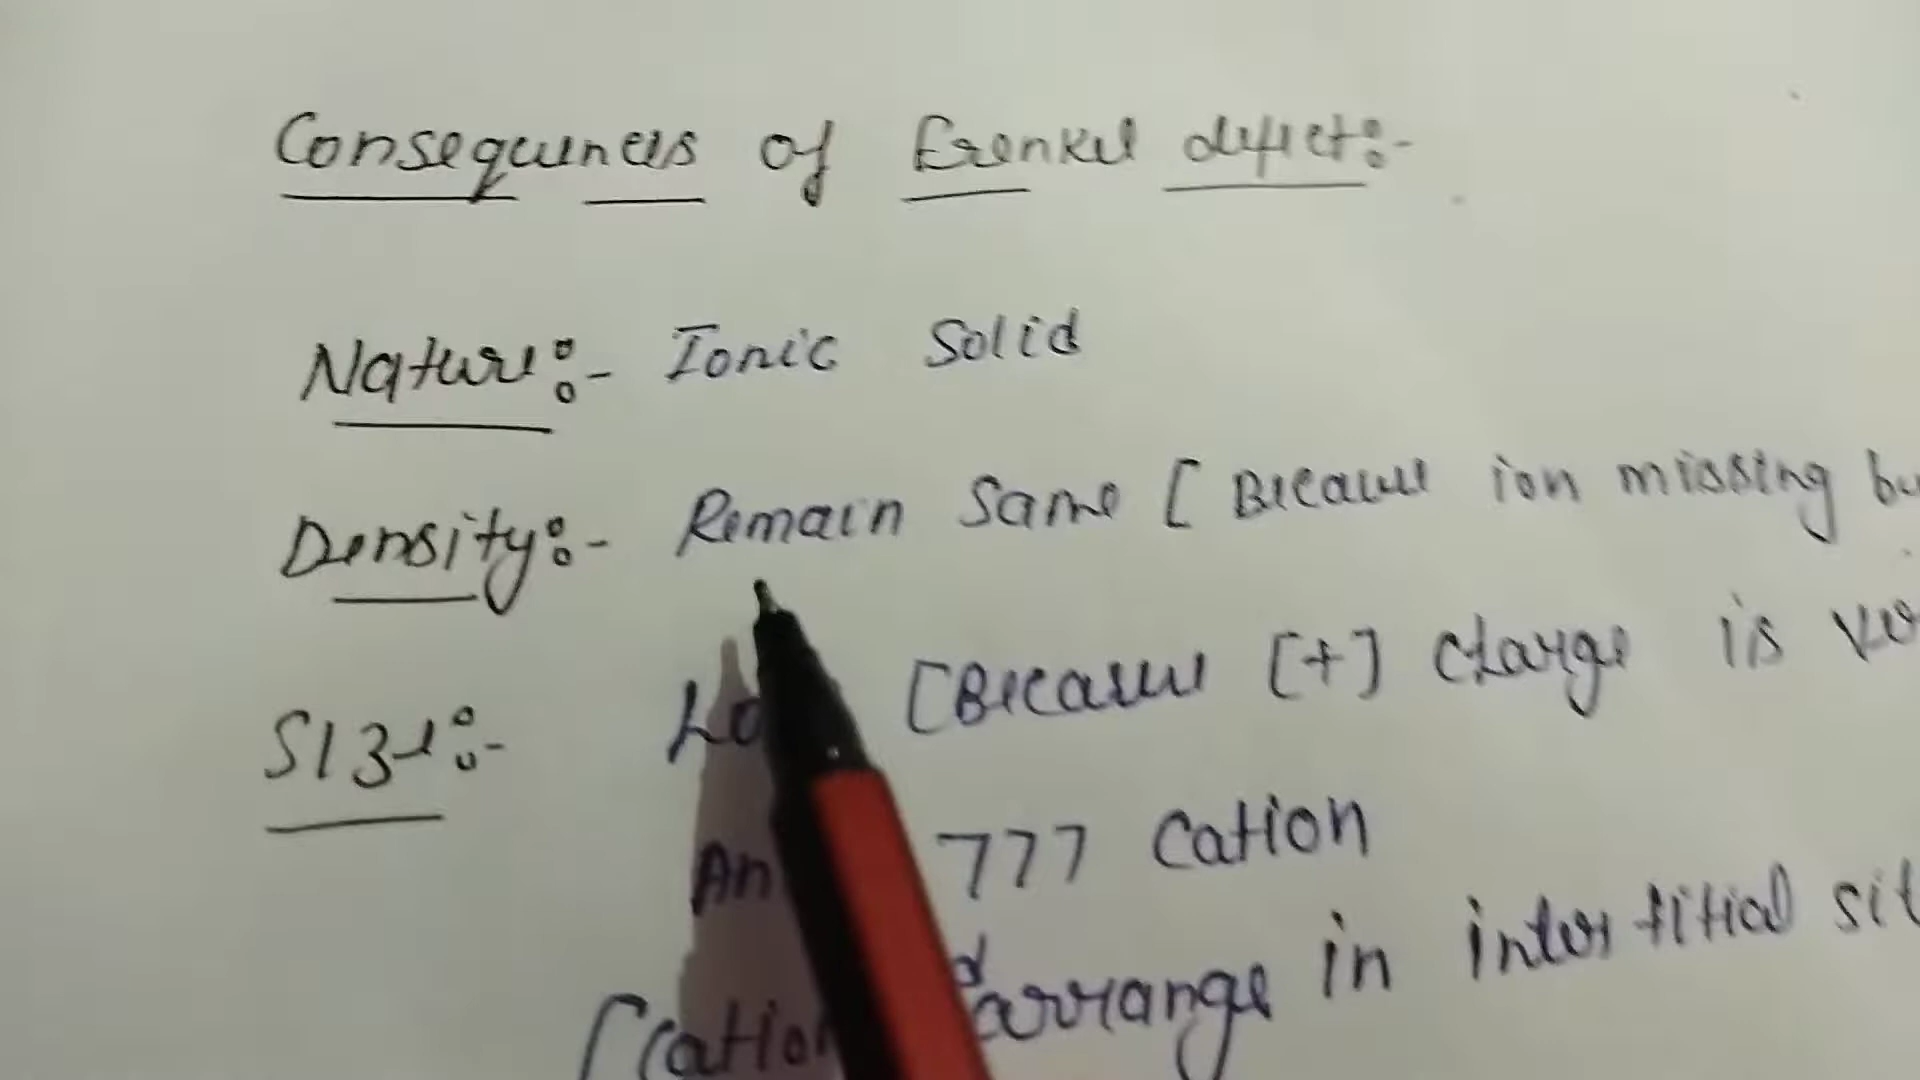 Consequences of Frenkel defect:-
Nature:- Ionic Solid
Density:- Remain Same [ Because ion missing
Size:- [Because [+] charge is
777 Cation
arrange in interstitial